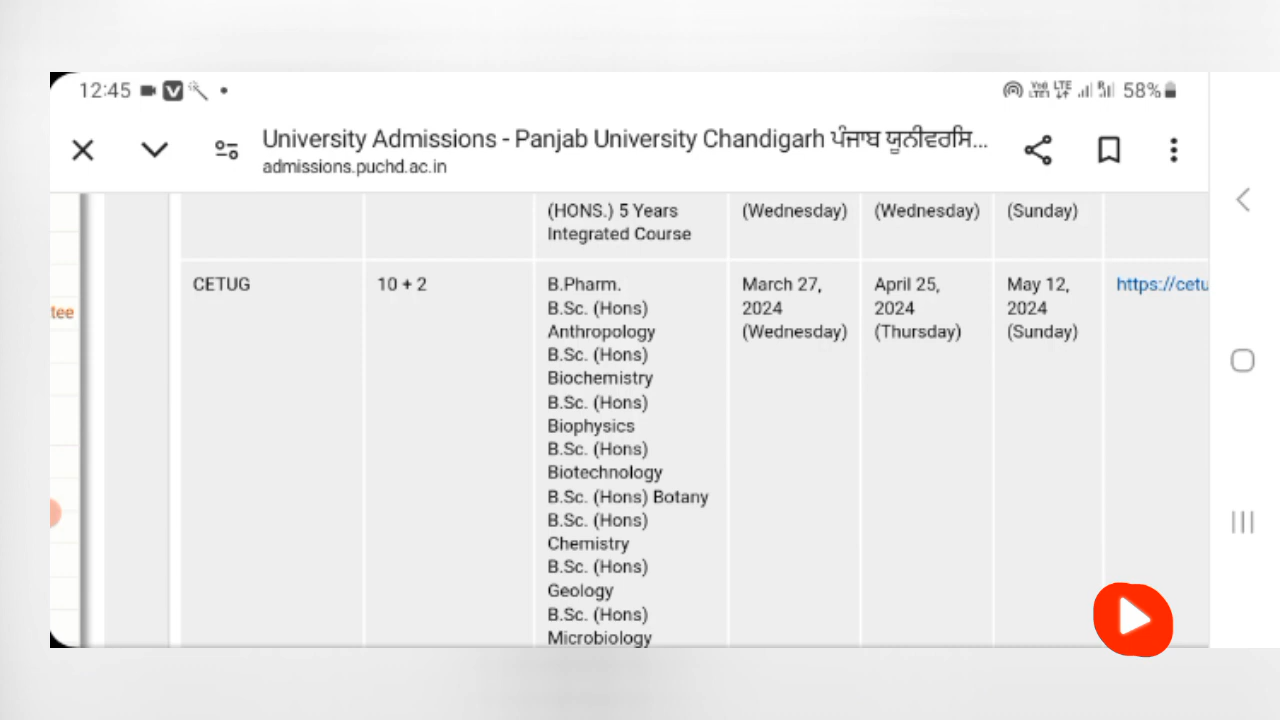 12:45
58%
University Admissions - Panjab University Chandigarh ਪੰਜਾਬ ਯੂਨੀਵਰਸਿ...
admissions.puchd.ac.in
(HONS.) 5 Years
Integrated Course
(Wednesday)
(Wednesday)
(Sunday)
tee
CETUG
10 + 2
B.Pharm.
B.Sc. (Hons)
Anthropology
B.Sc. (Hons)
Biochemistry
B.Sc. (Hons)
Biophysics
B.Sc. (Hons)
Biotechnology
B.Sc. (Hons) Botany
B.Sc. (Hons)
Chemistry
B.Sc. (Hons)
Geology
B.Sc. (Hons)
Microbiology
March 27,
2024
(Wednesday)
April 25,
2024
(Thursday)
May 12,
2024
(Sunday)
https://cetu